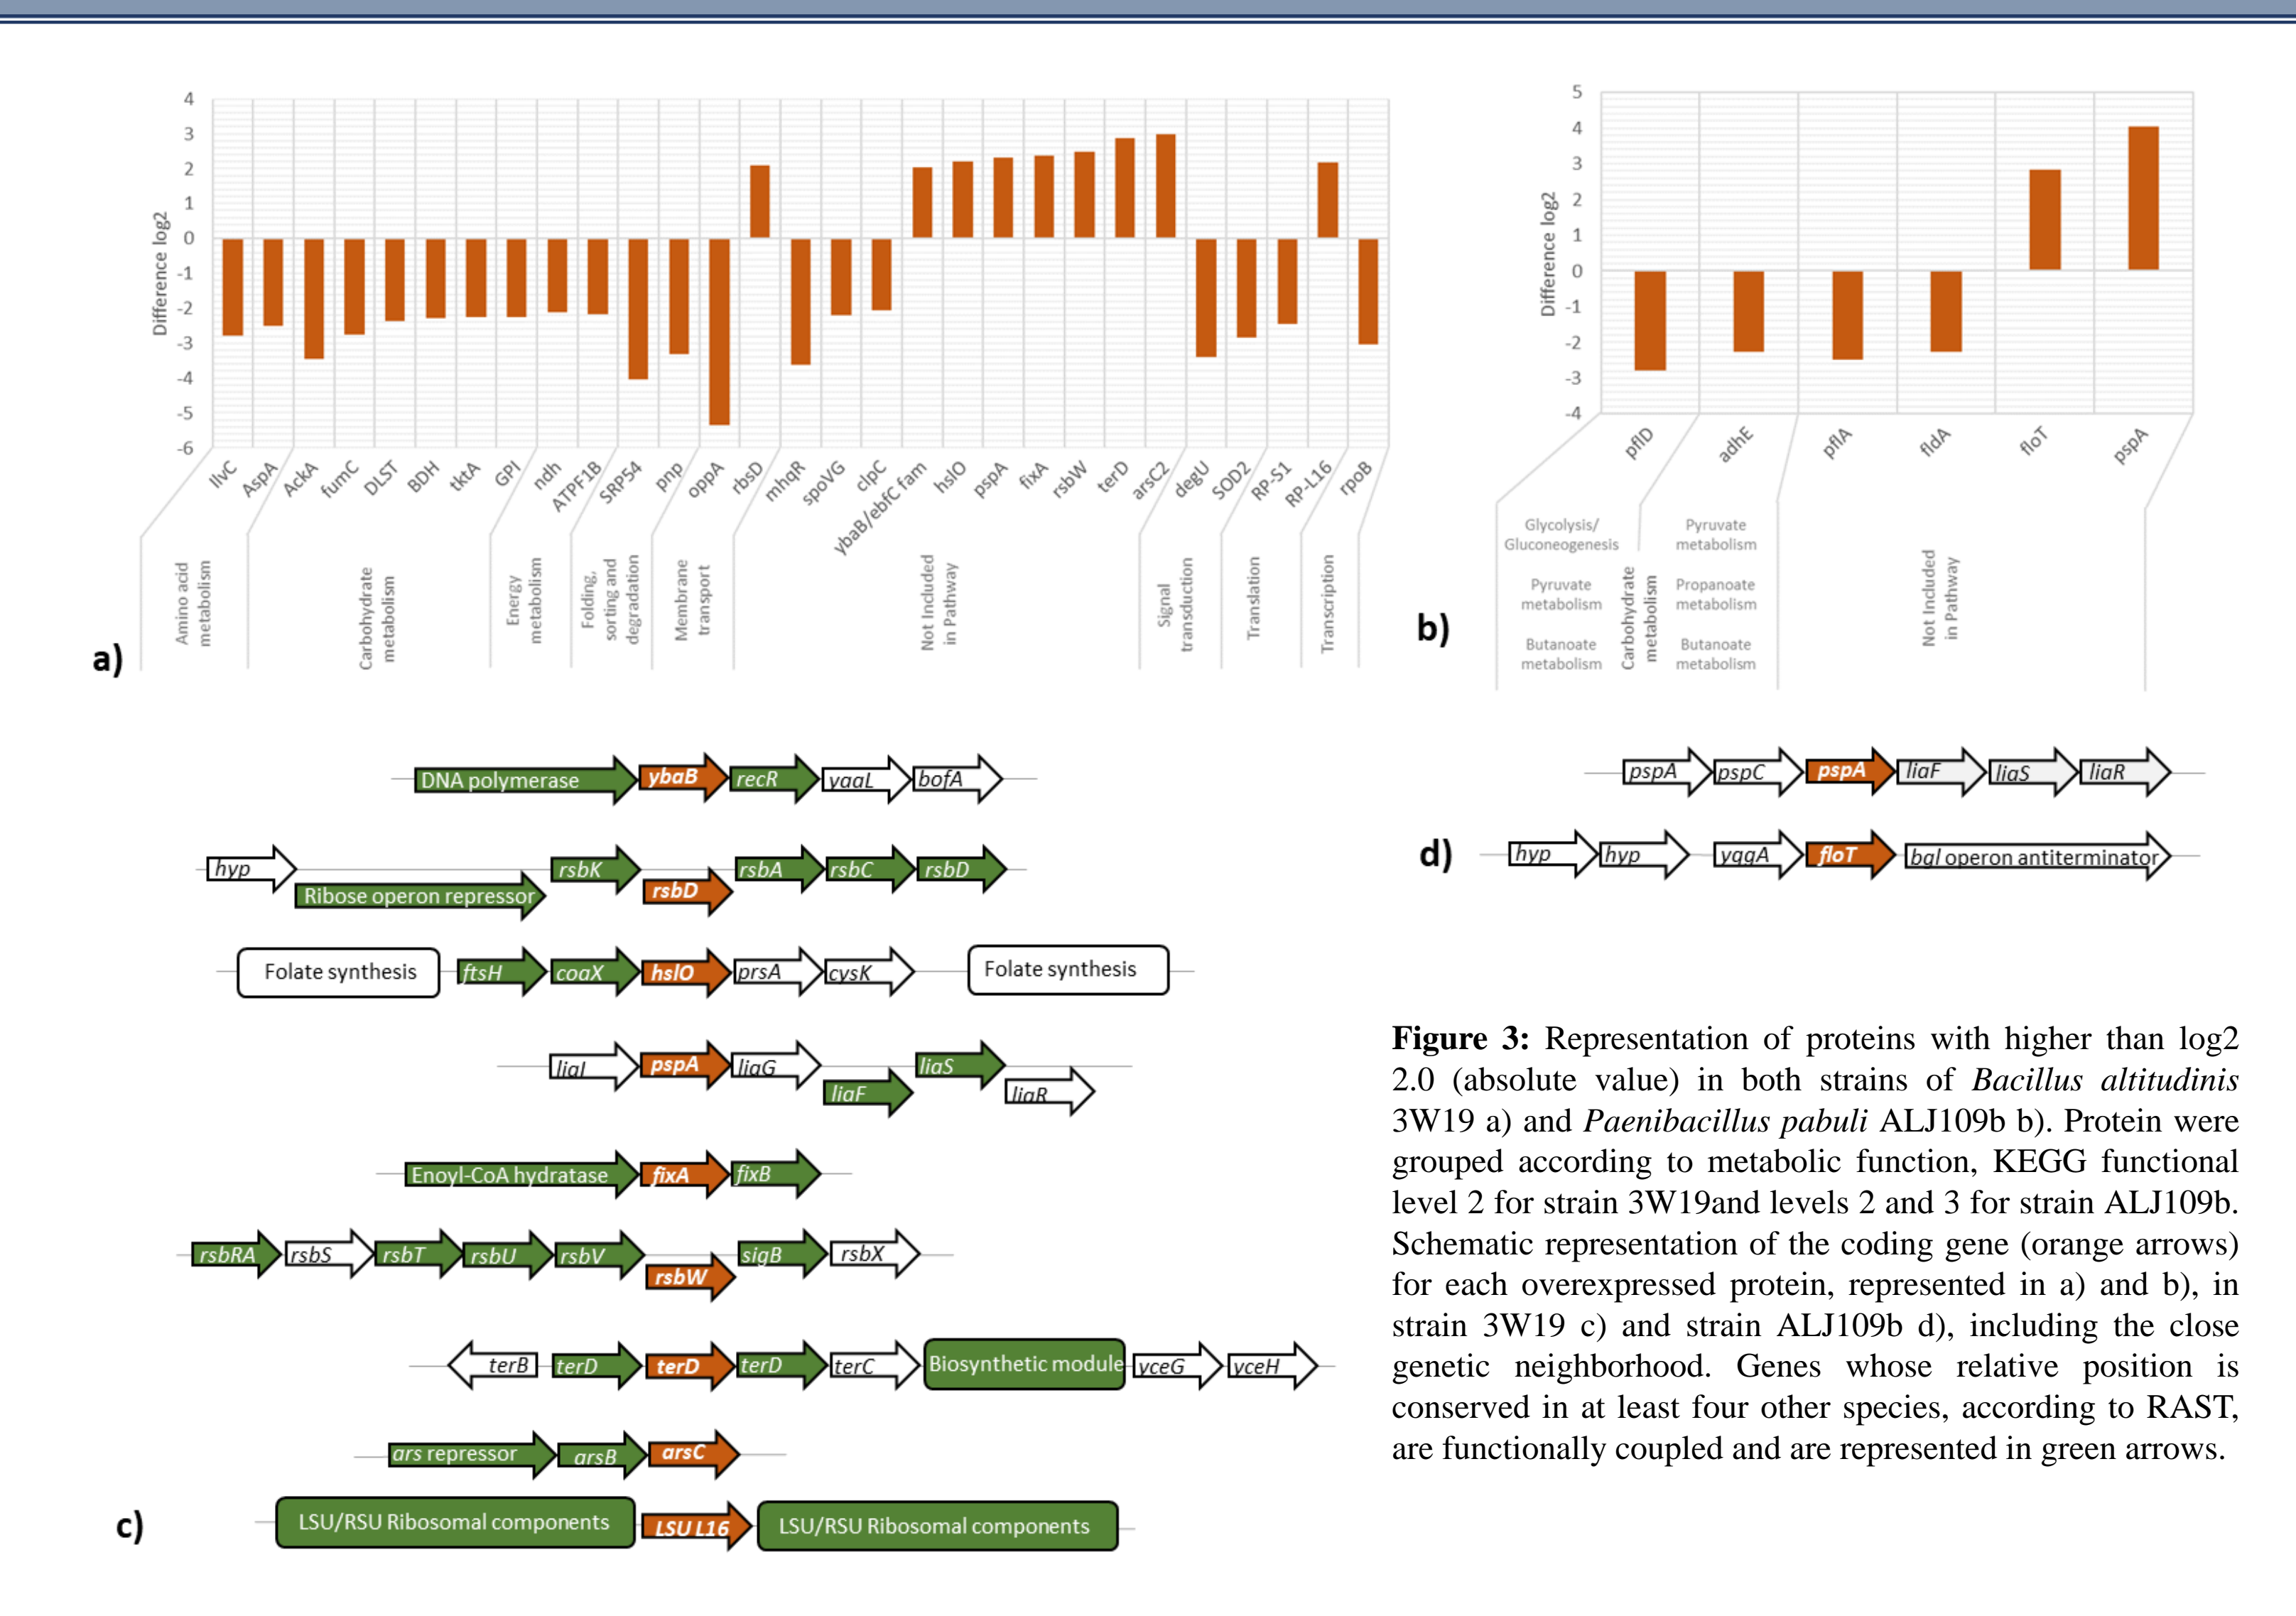 4
3
2
1
0
-1
-2
-3
-4
-5
-6
Difference log2
IlvC
AspA
AckA
fumC
DLST
BDH
tktA
GPI
ndh
ATPF1B
SRP54
pnp
oppA
rbsD
mhqR
spoVG
clpC
ybaB/ebfC fam
hslO
pspA
fixA
rsbW
terD
arsC2
degU
SOD2
RP-S1
RP-L16
rpoB
Amino acid
metabolism
Carbohydrate
metabolism
Energy
metabolism
Folding,
sorting and
degradation
Membrane
transport
Not Included
in Pathway
Signal
transduction
Translation
Transcription
a)
5
4
3
2
1
0
-1
-2
-3
-4
Difference log2
pflD
adhE
pflA
fldA
floT
pspA
Glycolysis/
Gluconeogenesis
Pyruvate
metabolism
Butanoate
metabolism
Carbohydrate
metabolism
Pyruvate
metabolism
Propanoate
metabolism
Butanoate
metabolism
Not Included
in Pathway
b)
DNA polymerase ybaB recR yaaL bofA
hyp Ribose operon repressor rsbK rsbD rsbA rsbC rsbD
Folate synthesis ftsH coaX hslO prsA cysK Folate synthesis
liaI pspA liaG liaF liaS liaR
Enoyl-CoA hydratase fixA fixB
rsbRA rsbS rsbT rsbU rsbV rsbW sigB rsbX
terB terD terD terD terC Biosynthetic module yceG yceH
ars repressor arsB arsC
c) LSU/RSU Ribosomal components LSU L16 LSU/RSU Ribosomal components
pspA pspC pspA liaF liaS liaR
d) hyp hyp yqgA floT bgl operon antiterminator
Figure 3: Representation of proteins with higher than log2
2.0 (absolute value) in both strains of Bacillus altitudinis
3W19 a) and Paenibacillus pabuli ALJ109b b). Protein were
grouped according to metabolic function, KEGG functional
level 2 for strain 3W19and levels 2 and 3 for strain ALJ109b.
Schematic representation of the coding gene (orange arrows)
for each overexpressed protein, represented in a) and b), in
strain 3W19 c) and strain ALJ109b d), including the close
genetic neighborhood. Genes whose relative position is
conserved in at least four other species, according to RAST,
are functionally coupled and are represented in green arrows.